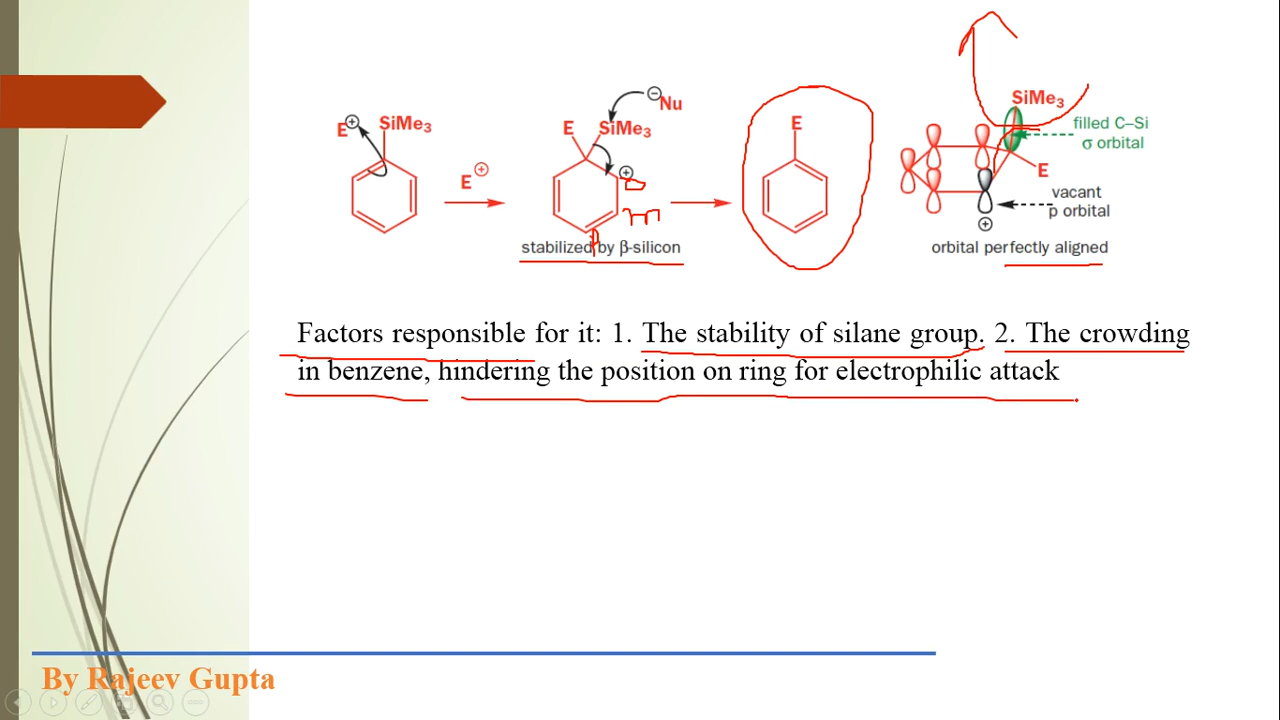 E⊕ SiMe3
E⊕
E SiMe3 ⊖Nu
⊕
o
m
p
stabilized by β-silicon
E
SiMe3
filled C–Si
σ orbital
E
vacant
p orbital
⊕
orbital perfectly aligned
Factors responsible for it: 1. The stability of silane group. 2. The crowding
in benzene, hindering the position on ring for electrophilic attack
By Rajeev Gupta